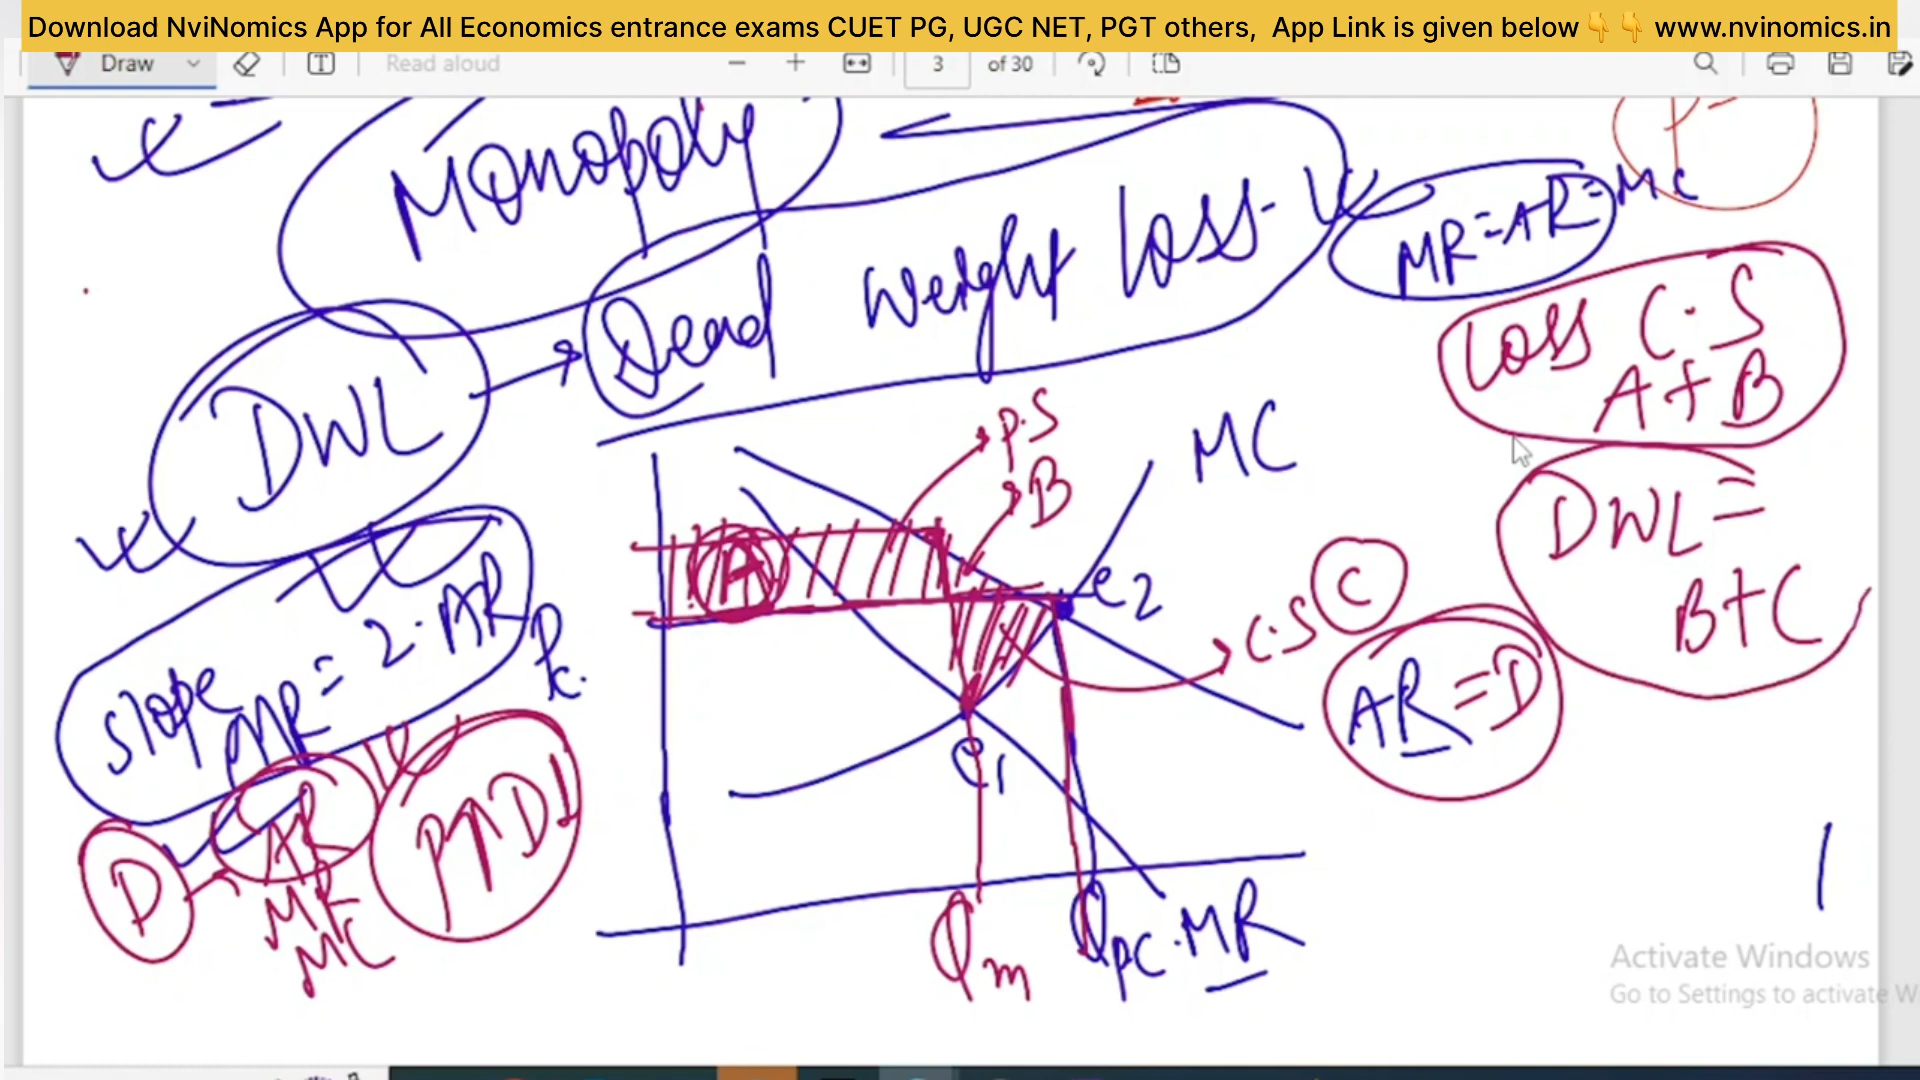 Download NviNomics App for All Economics entrance exams CUET PG, UGC NET, PGT others, App Link is given below👇👇 www.nvinomics.in
Draw
T
Read aloud
3
of 30
Monopoly
Dead weight loss
MR=AR=MC
Loss C.S
A+B
DWL
P.S
B
MC
DWL=
B+C
A
e2
C
C.S
slope
MR = 2.AR
Pc.
AR=D
e1
D
AR
MR
MC
P↑D↓
Qm
QPC
MR
Activate Windows
Go to Settings to activate W